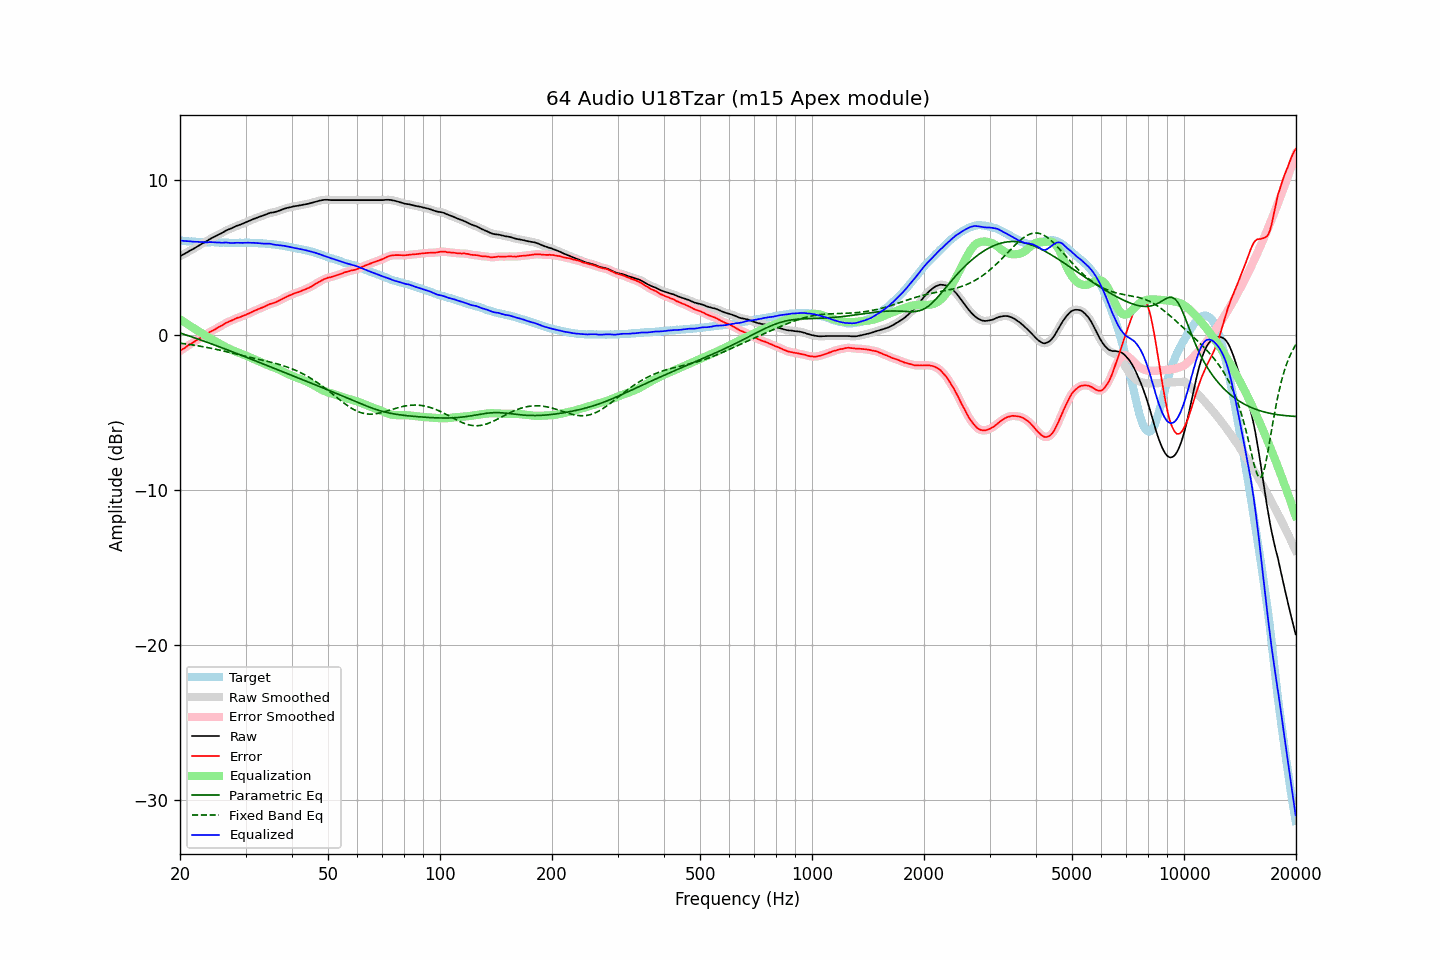 64 Audio U18Tzar (m15 Apex module)
10
0
−10
−20
−30
Amplitude (dBr)
Target
Raw Smoothed
Error Smoothed
Raw
Error
Equalization
Parametric Eq
Fixed Band Eq
Equalized
20 50 100 200 500 1000 2000 5000 10000 20000
Frequency (Hz)